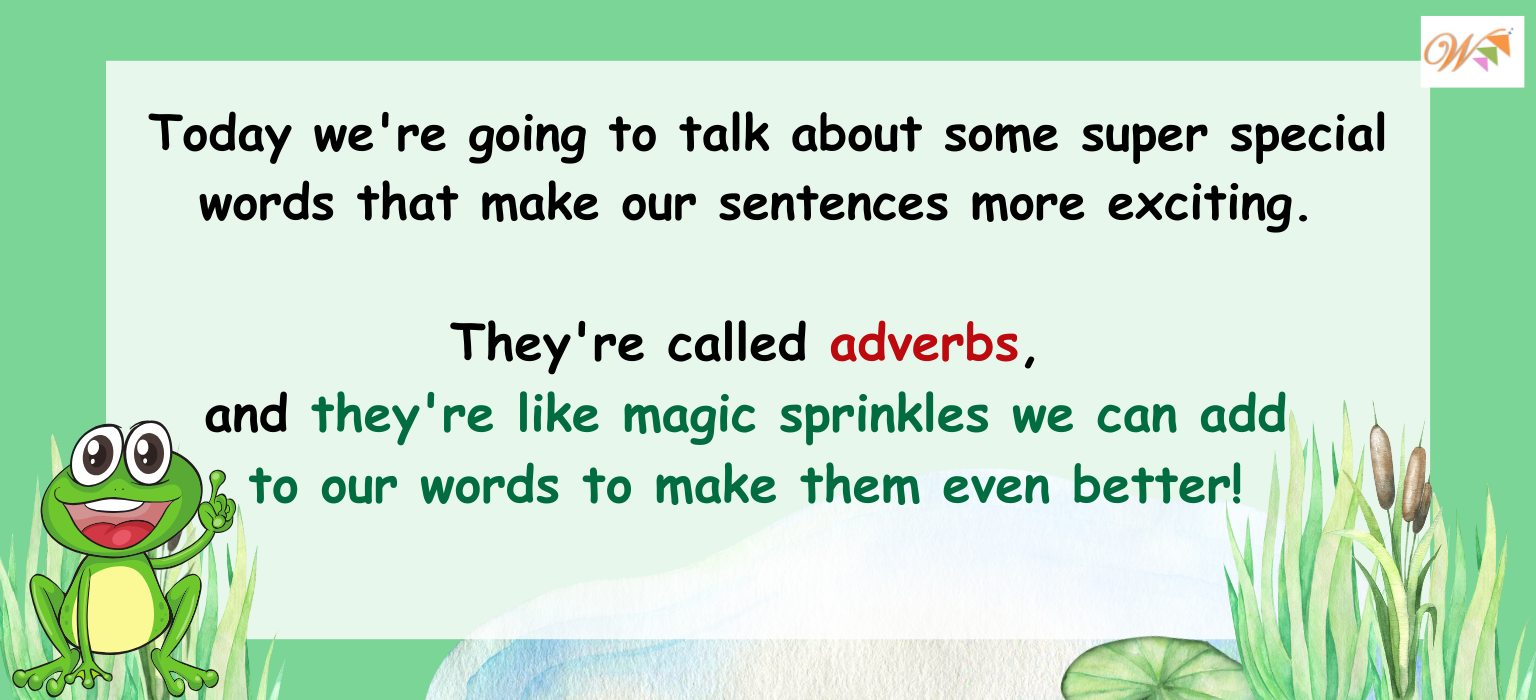 W
Today we're going to talk about some super special
words that make our sentences more exciting.
They're called adverbs,
and they're like magic sprinkles we can add
to our words to make them even better!